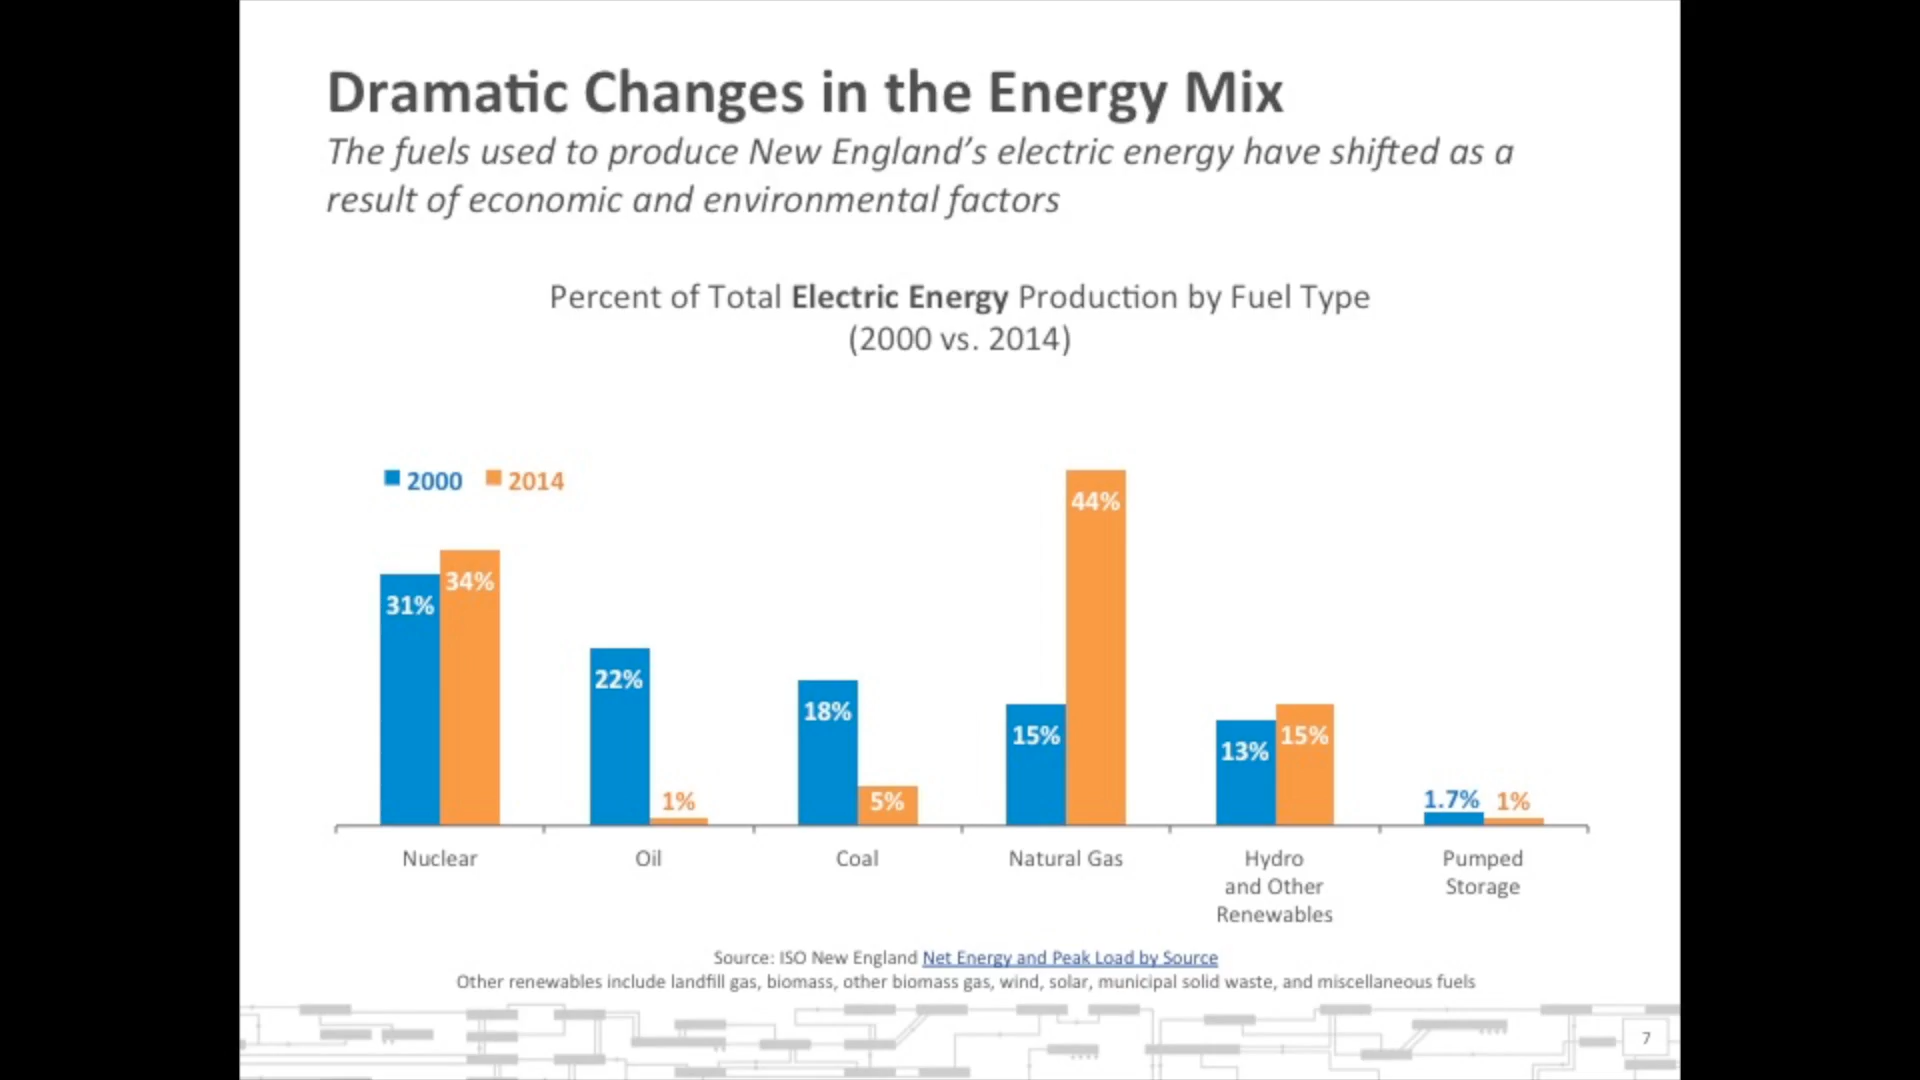 Dramatic Changes in the Energy Mix
The fuels used to produce New England's electric energy have shifted as a
result of economic and environmental factors
Percent of Total Electric Energy Production by Fuel Type
(2000 vs. 2014)
2000 2014
31% 34%
22% 1%
18% 5%
15% 44%
13% 15%
1.7% 1%
Nuclear
Oil
Coal
Natural Gas
Hydro
and Other
Renewables
Pumped
Storage
Source: ISO New England Net Energy and Peak Load by Source
Other renewables include landfill gas, biomass, other biomass gas, wind, solar, municipal solid waste, and miscellaneous fuels
7